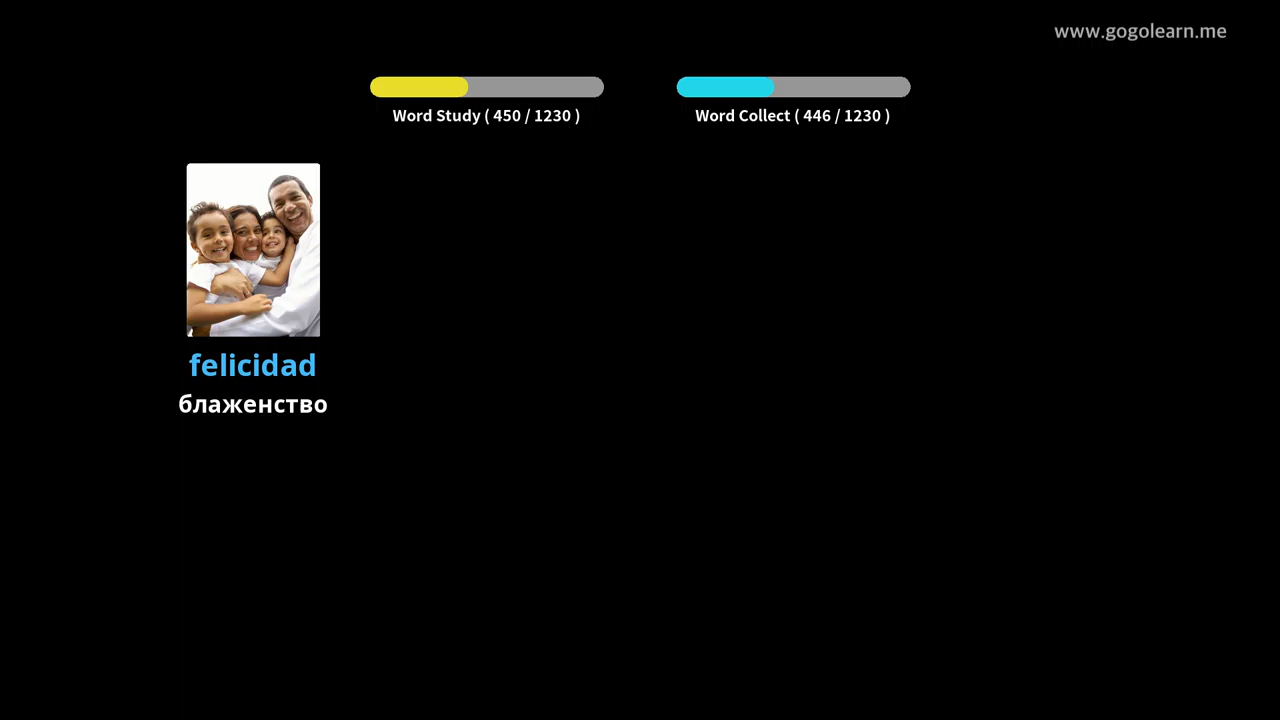 www.gogolearn.me
Word Study ( 450 / 1230 )
Word Collect ( 446 / 1230 )
felicidad
блаженство